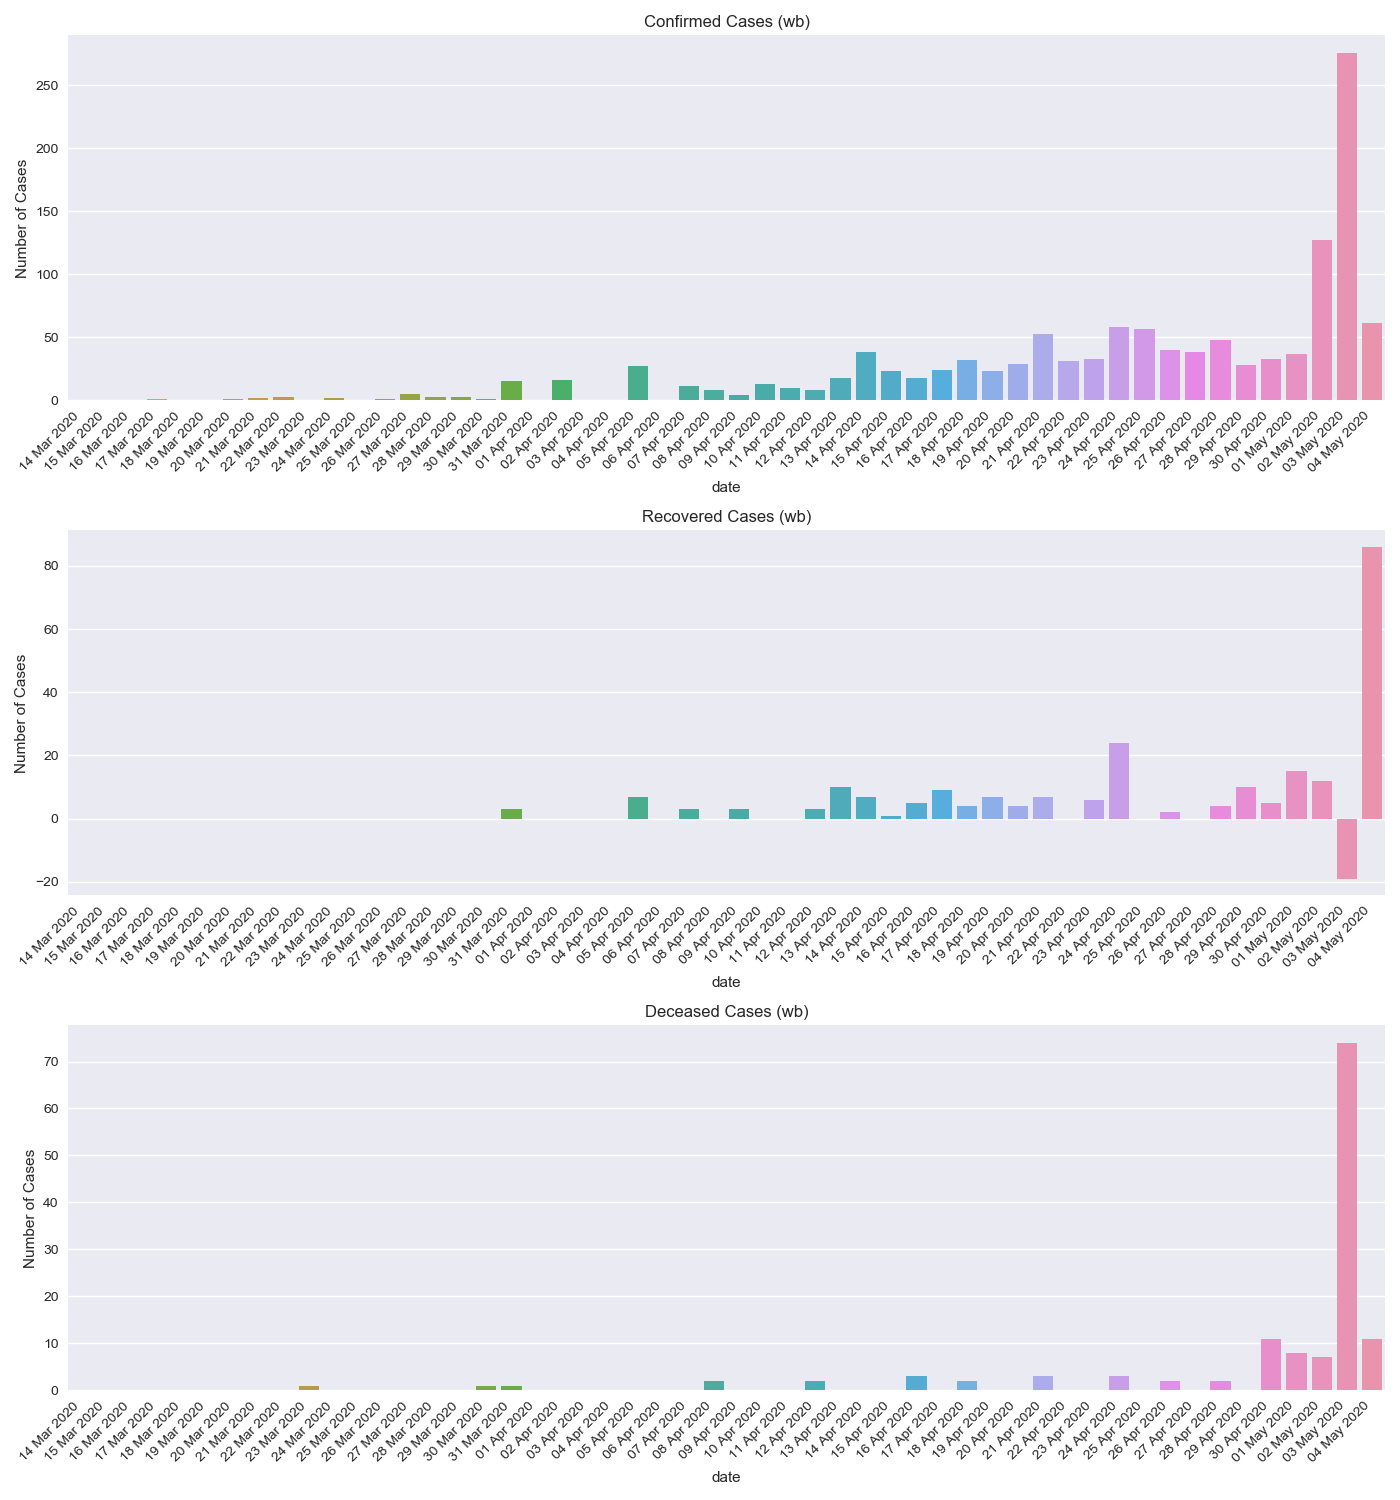 Confirmed Cases (wb)
Number of Cases
250
200
150
100
50
0
14 Mar 2020
15 Mar 2020
16 Mar 2020
17 Mar 2020
18 Mar 2020
19 Mar 2020
20 Mar 2020
21 Mar 2020
22 Mar 2020
23 Mar 2020
24 Mar 2020
25 Mar 2020
26 Mar 2020
27 Mar 2020
28 Mar 2020
29 Mar 2020
30 Mar 2020
31 Mar 2020
01 Apr 2020
02 Apr 2020
03 Apr 2020
04 Apr 2020
05 Apr 2020
06 Apr 2020
07 Apr 2020
08 Apr 2020
09 Apr 2020
10 Apr 2020
11 Apr 2020
12 Apr 2020
13 Apr 2020
14 Apr 2020
15 Apr 2020
16 Apr 2020
17 Apr 2020
18 Apr 2020
19 Apr 2020
20 Apr 2020
21 Apr 2020
22 Apr 2020
23 Apr 2020
24 Apr 2020
25 Apr 2020
26 Apr 2020
27 Apr 2020
28 Apr 2020
29 Apr 2020
30 Apr 2020
01 May 2020
02 May 2020
03 May 2020
04 May 2020
date
Recovered Cases (wb)
Number of Cases
80
60
40
20
0
−20
14 Mar 2020
15 Mar 2020
16 Mar 2020
17 Mar 2020
18 Mar 2020
19 Mar 2020
20 Mar 2020
21 Mar 2020
22 Mar 2020
23 Mar 2020
24 Mar 2020
25 Mar 2020
26 Mar 2020
27 Mar 2020
28 Mar 2020
29 Mar 2020
30 Mar 2020
31 Mar 2020
01 Apr 2020
02 Apr 2020
03 Apr 2020
04 Apr 2020
05 Apr 2020
06 Apr 2020
07 Apr 2020
08 Apr 2020
09 Apr 2020
10 Apr 2020
11 Apr 2020
12 Apr 2020
13 Apr 2020
14 Apr 2020
15 Apr 2020
16 Apr 2020
17 Apr 2020
18 Apr 2020
19 Apr 2020
20 Apr 2020
21 Apr 2020
22 Apr 2020
23 Apr 2020
24 Apr 2020
25 Apr 2020
26 Apr 2020
27 Apr 2020
28 Apr 2020
29 Apr 2020
30 Apr 2020
01 May 2020
02 May 2020
03 May 2020
04 May 2020
date
Deceased Cases (wb)
Number of Cases
70
60
50
40
30
20
10
0
14 Mar 2020
15 Mar 2020
16 Mar 2020
17 Mar 2020
18 Mar 2020
19 Mar 2020
20 Mar 2020
21 Mar 2020
22 Mar 2020
23 Mar 2020
24 Mar 2020
25 Mar 2020
26 Mar 2020
27 Mar 2020
28 Mar 2020
29 Mar 2020
30 Mar 2020
31 Mar 2020
01 Apr 2020
02 Apr 2020
03 Apr 2020
04 Apr 2020
05 Apr 2020
06 Apr 2020
07 Apr 2020
08 Apr 2020
09 Apr 2020
10 Apr 2020
11 Apr 2020
12 Apr 2020
13 Apr 2020
14 Apr 2020
15 Apr 2020
16 Apr 2020
17 Apr 2020
18 Apr 2020
19 Apr 2020
20 Apr 2020
21 Apr 2020
22 Apr 2020
23 Apr 2020
24 Apr 2020
25 Apr 2020
26 Apr 2020
27 Apr 2020
28 Apr 2020
29 Apr 2020
30 Apr 2020
01 May 2020
02 May 2020
03 May 2020
04 May 2020
date